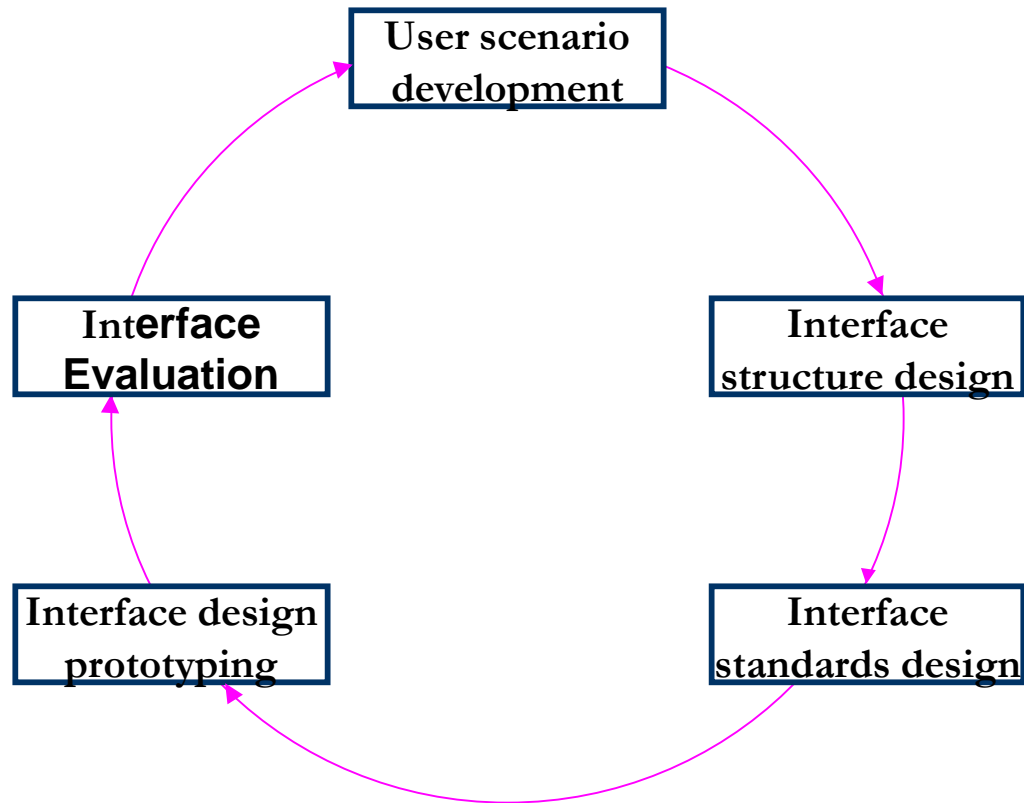 User scenario
development
Interface
Evaluation
Interface
structure design
Interface design
prototyping
Interface
standards design